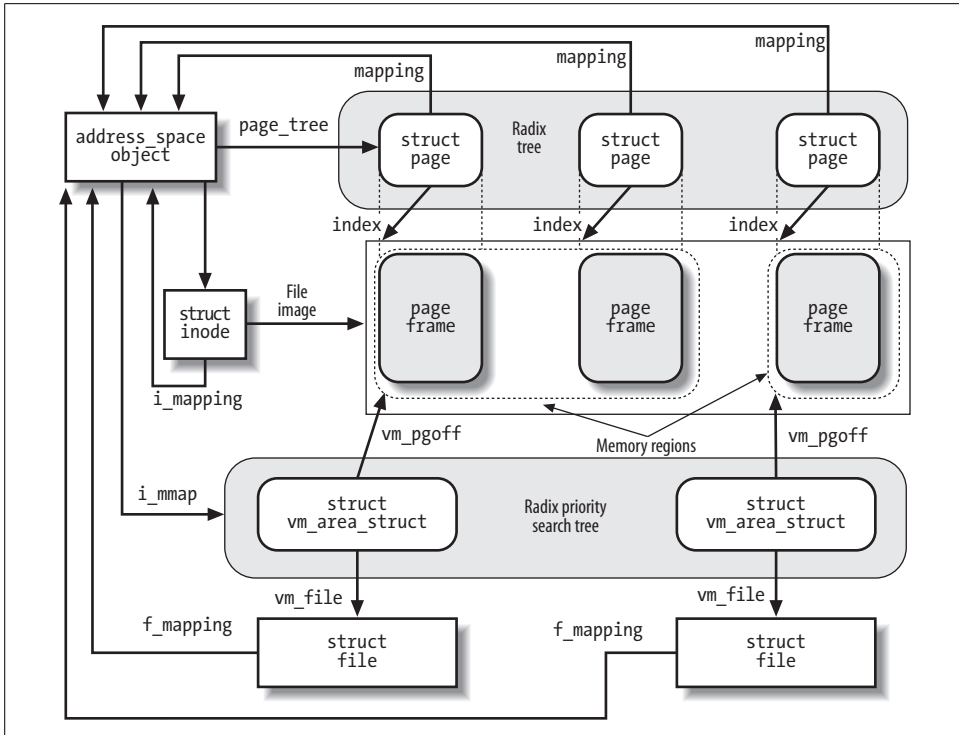 mapping
mapping
mapping
address_space
object
page_tree
struct
page
Radix
tree
struct
page
struct
page
index
index
index
struct
inode
File
image
page
frame
page
frame
page
frame
i_mapping
vm_pgoff
Memory regions
vm_pgoff
i_mmap
struct
vm_area_struct
Radix priority
search tree
struct
vm_area_struct
vm_file
vm_file
f_mapping
struct
file
f_mapping
struct
file